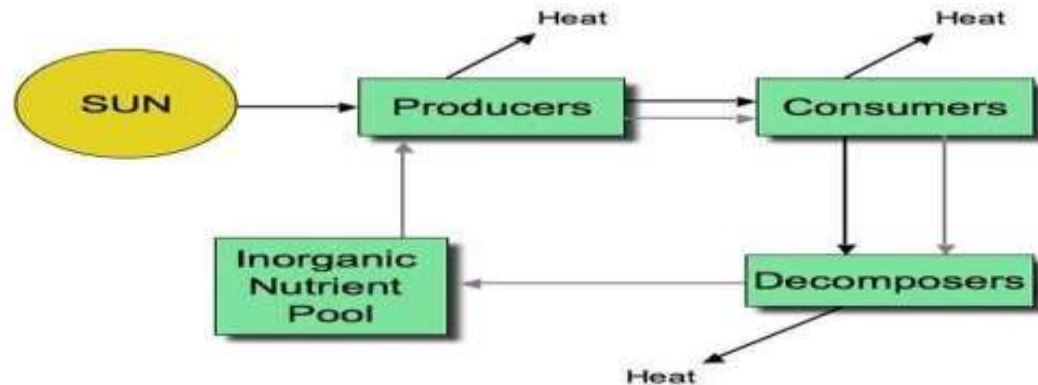 Heat
Heat
SUN
Producers
Consumers
Inorganic
Nutrient
Pool
Decomposers
Heat